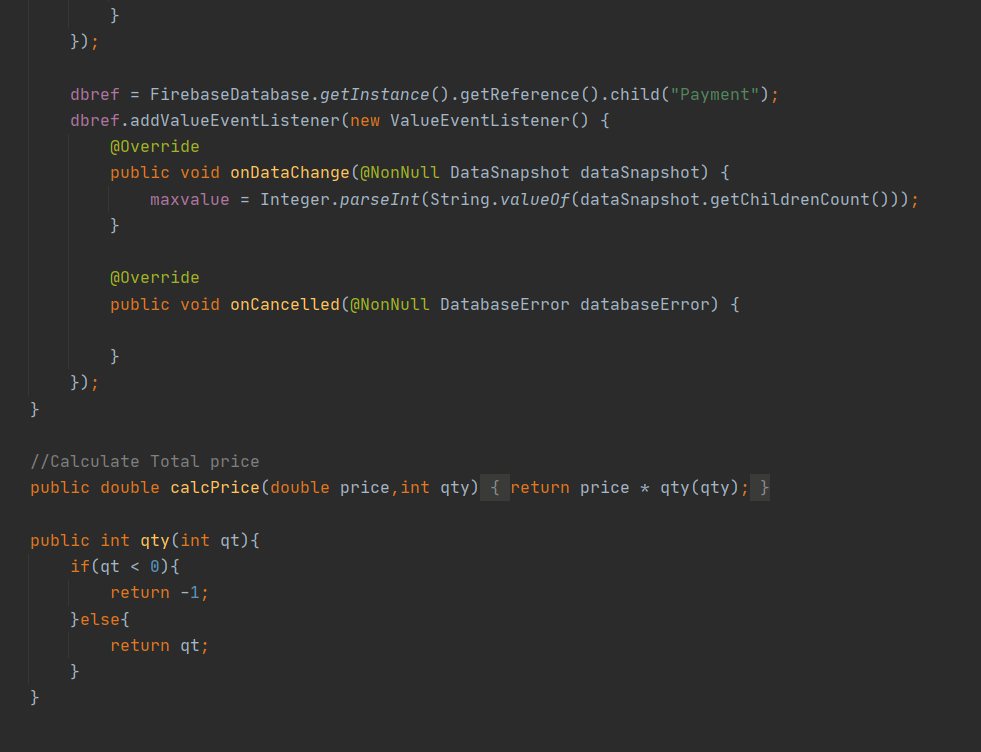 }
});
dbref = FirebaseDatabase.getInstance().getReference().child("Payment");
dbref.addValueEventListener(new ValueEventListener() {
@Override
public void onDataChange(@NonNull DataSnapshot dataSnapshot) {
maxvalue = Integer.parseInt(String.valueOf(dataSnapshot.getChildrenCount()));
}
@Override
public void onCancelled(@NonNull DatabaseError databaseError) {
}
});
}
//Calculate Total price
public double calcPrice(double price,int qty) { return price * qty(qty); }
public int qty(int qt){
if(qt < 0){
return -1;
}else{
return qt;
}
}